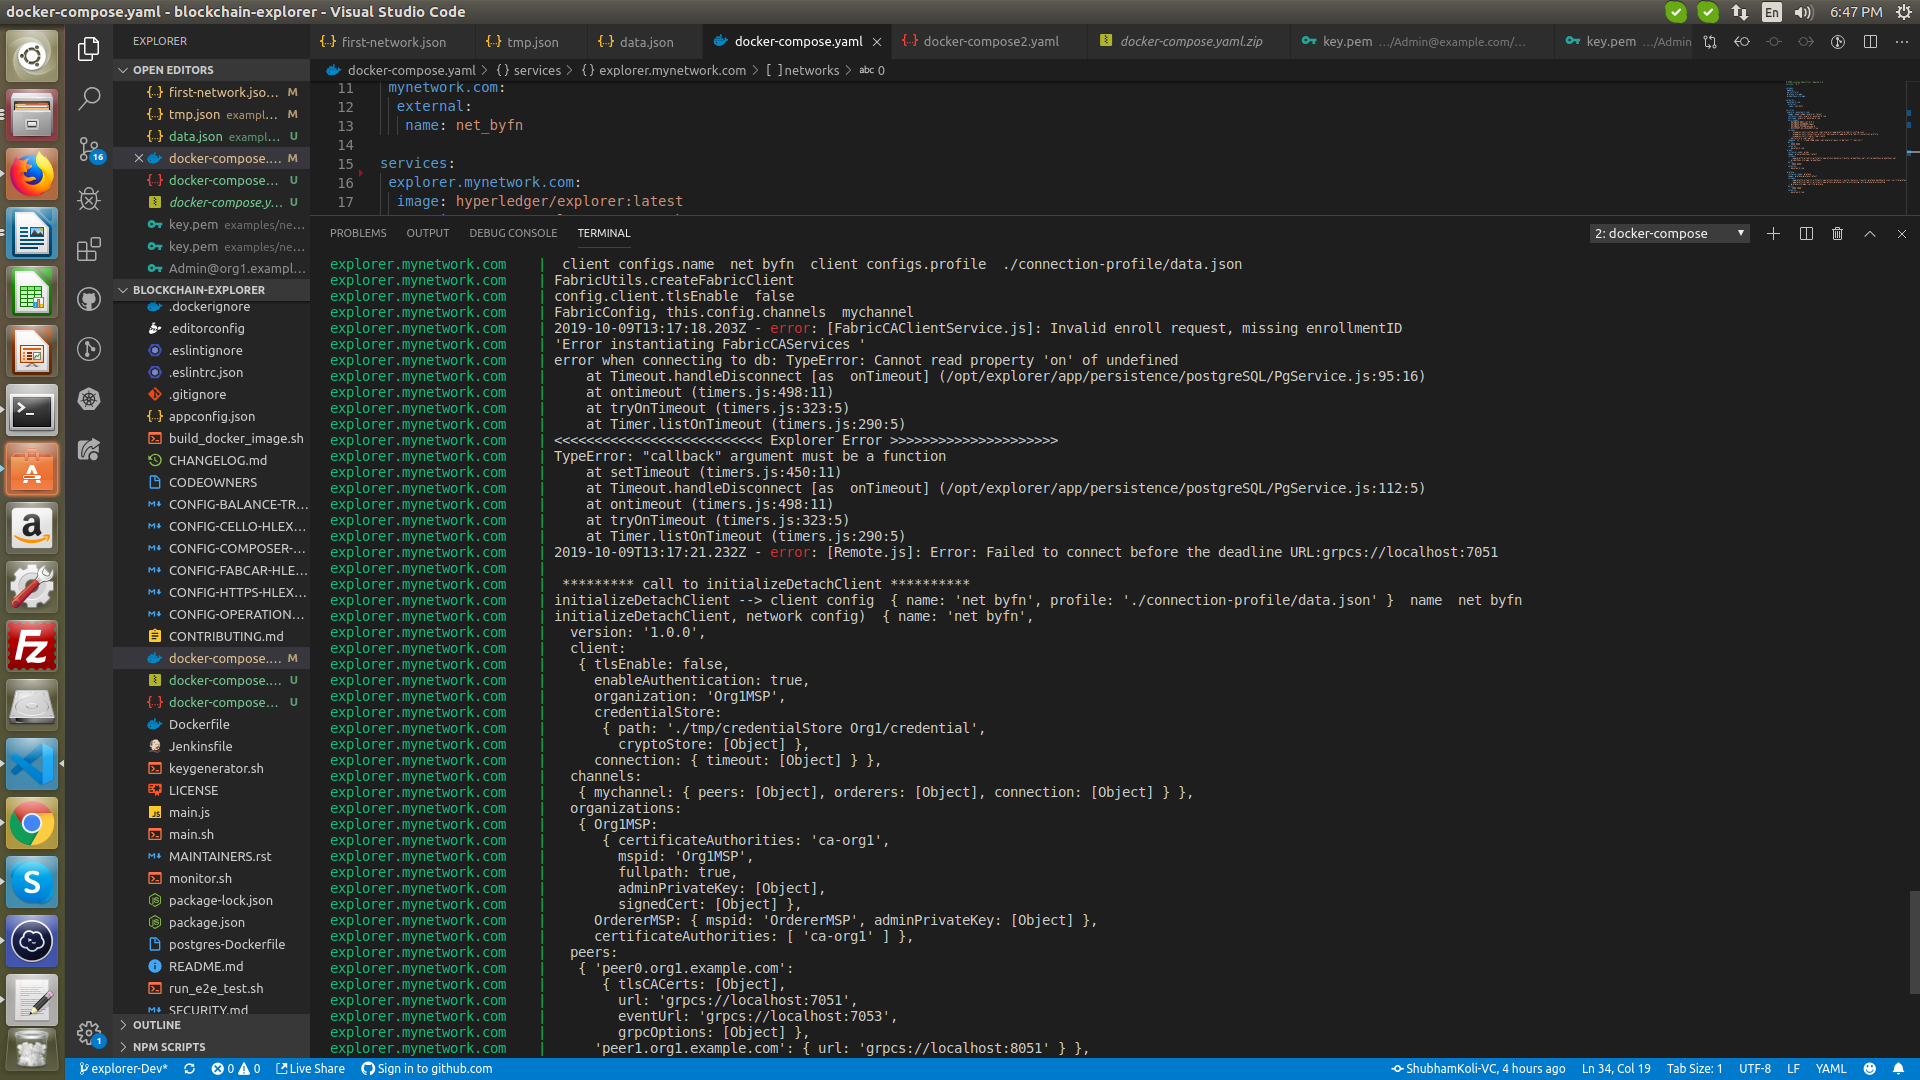 docker-compose.yaml - blockchain-explorer - Visual Studio Code
En
6:47 PM
EXPLORER
first-network.json
tmp.json
data.json
docker-compose.yaml
docker-compose2.yaml
docker-compose.yaml.zip
key.pem .../Admin@example.com/...
key.pem .../Admin
OPEN EDITORS
docker-compose.yaml > { } services > { } explorer.mynetwork.com > [ ] networks > abc 0
first-network.jso... M
tmp.json exampl... M
data.json exampl... U
docker-compose.... M
docker-compose... U
docker-compose.y... U
key.pem examples/ne...
key.pem examples/ne...
Admin@org1.exampl...
16
11 mynetwork.com:
12 external:
13 name: net_byfn
14
15 services:
16 explorer.mynetwork.com:
17 image: hyperledger/explorer:latest
BLOCKCHAIN-EXPLORER
.dockerignore
.editorconfig
.eslintignore
.eslintrc.json
.gitignore
appconfig.json
build_docker_image.sh
CHANGELOG.md
CODEOWNERS
CONFIG-BALANCE-TR...
CONFIG-CELLO-HLEX...
CONFIG-COMPOSER-...
CONFIG-FABCAR-HLE...
CONFIG-HTTPS-HLEX...
CONFIG-OPERATION...
CONTRIBUTING.md
docker-compose.... M
docker-compose.... U
docker-compose... U
Dockerfile
Jenkinsfile
keygenerator.sh
LICENSE
main.js
main.sh
MAINTAINERS.rst
monitor.sh
package-lock.json
package.json
postgres-Dockerfile
README.md
run_e2e_test.sh
SECURITY.md
OUTLINE
NPM SCRIPTS
1
PROBLEMS OUTPUT DEBUG CONSOLE TERMINAL
2: docker-compose
explorer.mynetwork.com | client configs.name net byfn client configs.profile ./connection-profile/data.json
explorer.mynetwork.com | FabricUtils.createFabricClient
explorer.mynetwork.com | config.client.tlsEnable false
explorer.mynetwork.com | FabricConfig, this.config.channels mychannel
explorer.mynetwork.com | 2019-10-09T13:17:18.203Z - error: [FabricCAClientService.js]: Invalid enroll request, missing enrollmentID
explorer.mynetwork.com | 'Error instantiating FabricCAServices '
explorer.mynetwork.com | error when connecting to db: TypeError: Cannot read property 'on' of undefined
explorer.mynetwork.com | at Timeout.handleDisconnect [as onTimeout] (/opt/explorer/app/persistence/postgreSQL/PgService.js:95:16)
explorer.mynetwork.com | at ontimeout (timers.js:498:11)
explorer.mynetwork.com | at tryOnTimeout (timers.js:323:5)
explorer.mynetwork.com | at Timer.listOnTimeout (timers.js:290:5)
explorer.mynetwork.com | <<<<<<<<<<<<<<<<<<<<<<<<<< Explorer Error >>>>>>>>>>>>>>>>>>>>>
explorer.mynetwork.com | TypeError: "callback" argument must be a function
explorer.mynetwork.com | at setTimeout (timers.js:450:11)
explorer.mynetwork.com | at Timeout.handleDisconnect [as onTimeout] (/opt/explorer/app/persistence/postgreSQL/PgService.js:112:5)
explorer.mynetwork.com | at ontimeout (timers.js:498:11)
explorer.mynetwork.com | at tryOnTimeout (timers.js:323:5)
explorer.mynetwork.com | at Timer.listOnTimeout (timers.js:290:5)
explorer.mynetwork.com | 2019-10-09T13:17:21.232Z - error: [Remote.js]: Error: Failed to connect before the deadline URL:grpcs://localhost:7051
explorer.mynetwork.com |
explorer.mynetwork.com | ********* call to initializeDetachClient **********
explorer.mynetwork.com | initializeDetachClient --> client config { name: 'net byfn', profile: './connection-profile/data.json' } name net byfn
explorer.mynetwork.com | initializeDetachClient, network config) { name: 'net byfn',
explorer.mynetwork.com | version: '1.0.0',
explorer.mynetwork.com | client:
explorer.mynetwork.com | { tlsEnable: false,
explorer.mynetwork.com | enableAuthentication: true,
explorer.mynetwork.com | organization: 'Org1MSP',
explorer.mynetwork.com | credentialStore:
explorer.mynetwork.com | { path: './tmp/credentialStore Org1/credential',
explorer.mynetwork.com | cryptoStore: [Object] },
explorer.mynetwork.com | connection: { timeout: [Object] } },
explorer.mynetwork.com | channels:
explorer.mynetwork.com | { mychannel: { peers: [Object], orderers: [Object], connection: [Object] } },
explorer.mynetwork.com | organizations:
explorer.mynetwork.com | { Org1MSP:
explorer.mynetwork.com | { certificateAuthorities: 'ca-org1',
explorer.mynetwork.com | mspid: 'Org1MSP',
explorer.mynetwork.com | fullpath: true,
explorer.mynetwork.com | adminPrivateKey: [Object],
explorer.mynetwork.com | signedCert: [Object] },
explorer.mynetwork.com | OrdererMSP: { mspid: 'OrdererMSP', adminPrivateKey: [Object] },
explorer.mynetwork.com | certificateAuthorities: [ 'ca-org1' ] },
explorer.mynetwork.com | peers:
explorer.mynetwork.com | { 'peer0.org1.example.com':
explorer.mynetwork.com | { tlsCACerts: [Object],
explorer.mynetwork.com | url: 'grpcs://localhost:7051',
explorer.mynetwork.com | eventUrl: 'grpcs://localhost:7053',
explorer.mynetwork.com | grpcOptions: [Object] },
explorer.mynetwork.com | 'peer1.org1.example.com': { url: 'grpcs://localhost:8051' } },
explorer-Dev* 0 0 Live Share Sign in to github.com
ShubhamKoli-VC, 4 hours ago Ln 34, Col 19 Tab Size: 1 UTF-8 LF YAML